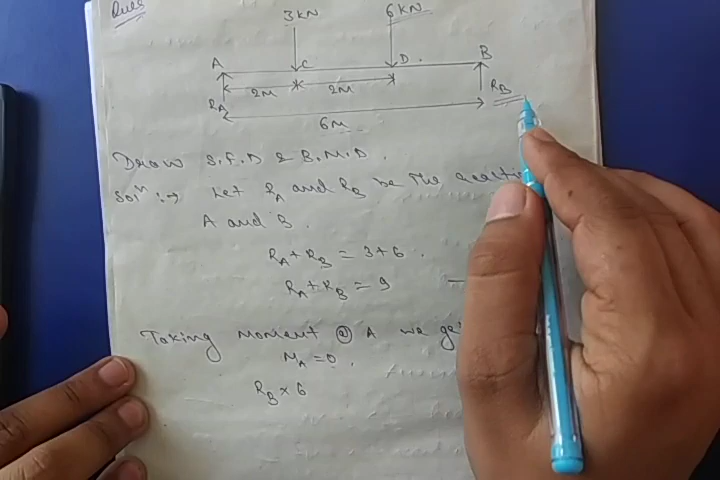 Ques
3KN 6KN
A C D. B
2M 2M
RA RB
6M
Draw S.F.D & B.M.D.
Solⁿ :→ Let RA and RB be the
A and B.
RA + RB = 3+6.
RA + RB = 9 —
Taking Moment @ A we
MA = 0.
RB × 6